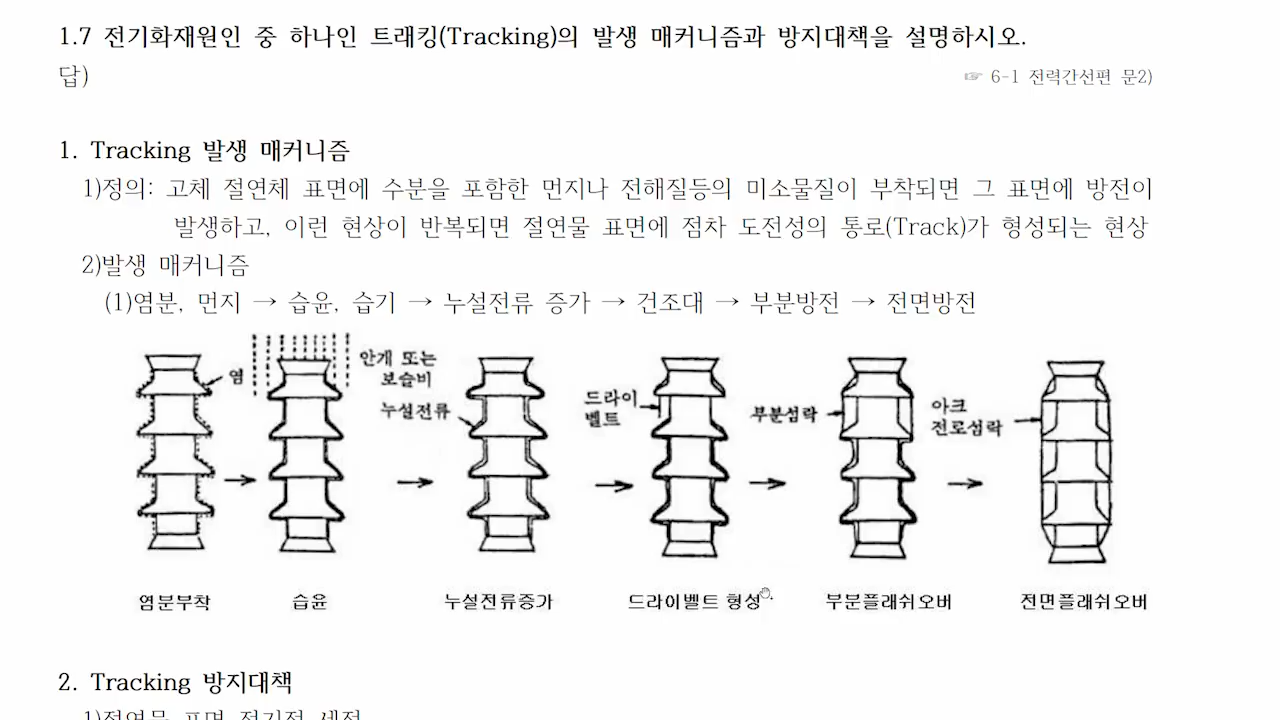 1.7 전기화재원인 중 하나인 트래킹(Tracking)의 발생 매커니즘과 방지대책을 설명하시오.
답)
☞ 6-1 전력간선편 문2)
1. Tracking 발생 매커니즘
1)정의: 고체 절연체 표면에 수분을 포함한 먼지나 전해질등의 미소물질이 부착되면 그 표면에 방전이
발생하고, 이런 현상이 반복되면 절연물 표면에 점차 도전성의 통로(Track)가 형성되는 현상
2)발생 매커니즘
(1)염분, 먼지 → 습윤, 습기 → 누설전류 증가 → 건조대 → 부분방전 → 전면방전
염
안개 또는
보슬비
누설전류
드라이
벨트
부분섬락
아크
전로섬락
염분부착
습윤
누설전류증가
드라이벨트 형성
부분플래쉬오버
전면플래쉬오버
2. Tracking 방지대책
1)절연물 표면 정기적 세정